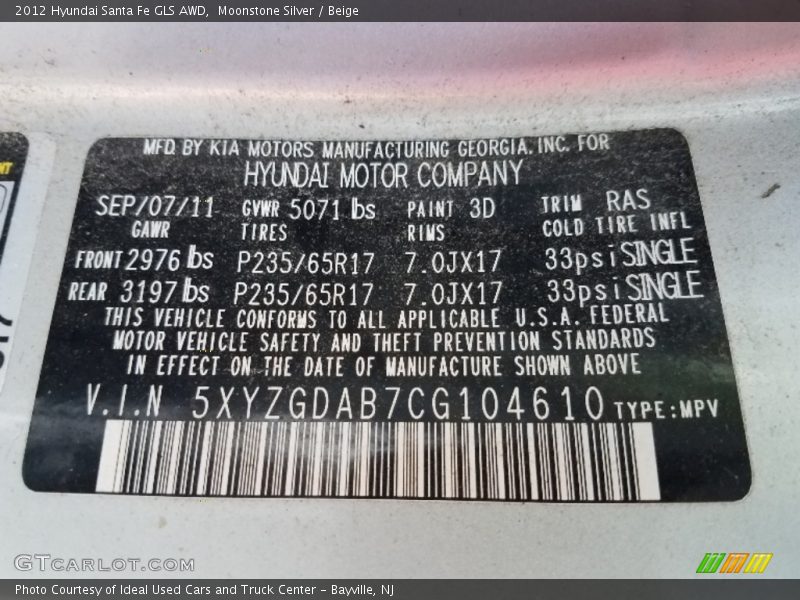 2012 Hyundai Santa Fe GLS AWD,  Moonstone Silver / Beige
MFD. BY KIA MOTORS MANUFACTURING GEORGIA. INC. FOR
HYUNDAI MOTOR COMPANY
SEP/07/11 GVWR 5071 lbs PAINT 3D TRIM RAS
GAWR TIRES RIMS COLD TIRE INFL
FRONT 2976 lbs P235/65R17 7.0JX17 33psi SINGLE
REAR 3197 lbs P235/65R17 7.0JX17 33psi SINGLE
THIS VEHICLE CONFORMS TO ALL APPLICABLE U.S.A. FEDERAL
MOTOR VEHICLE SAFETY AND THEFT PREVENTION STANDARDS
IN EFFECT ON THE DATE OF MANUFACTURE SHOWN ABOVE
V.I.N 5XYZGDAB7CG104610 TYPE:MPV
GTCARLOT.COM
Photo Courtesy of Ideal Used Cars and Truck Center – Bayville, NJ